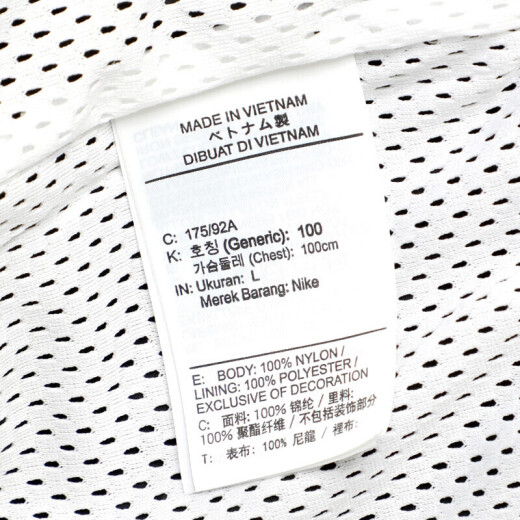 MADE IN VIETNAM
ベトナム製
DIBUAT DI VIETNAM
C: 175/92A
K: 호칭 (Generic): 100
가슴둘레 (Chest): 100cm
IN: Ukuran: L
Merek Barang: Nike
E: BODY: 100% NYLON /
LINING: 100% POLYESTER /
EXCLUSIVE OF DECORATION
C: 面料: 100% 锦纶 / 里料:
100% 聚酯纤维 / 不包括装饰部分
T: 表布: 100% 尼龍 / 裡布: